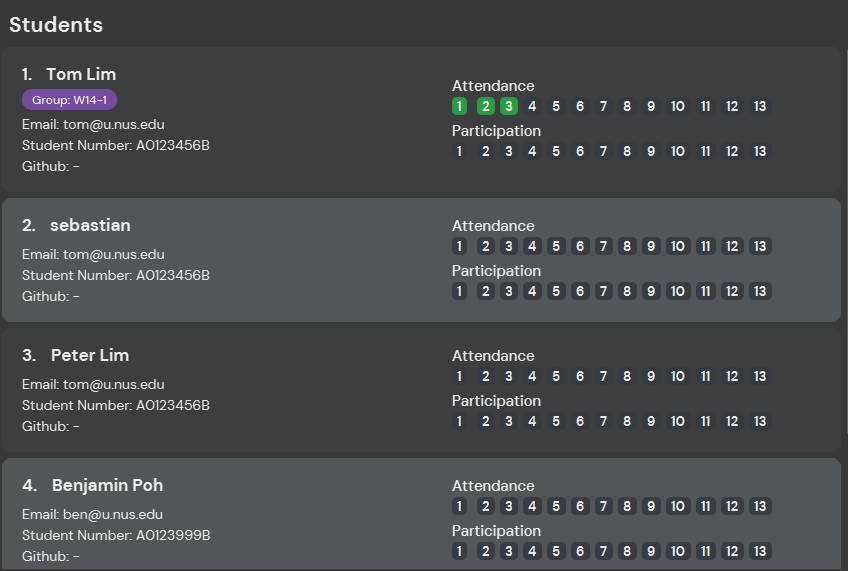 Students
1. Tom Lim
Group: W14-1
Email: tom@u.nus.edu
Student Number: A0123456B
Github: -
Attendance
1 2 3 4 5 6 7 8 9 10 11 12 13
Participation
1 2 3 4 5 6 7 8 9 10 11 12 13
2. sebastian
Email: tom@u.nus.edu
Student Number: A0123456B
Github: -
Attendance
1 2 3 4 5 6 7 8 9 10 11 12 13
Participation
1 2 3 4 5 6 7 8 9 10 11 12 13
3. Peter Lim
Email: tom@u.nus.edu
Student Number: A0123456B
Github: -
Attendance
1 2 3 4 5 6 7 8 9 10 11 12 13
Participation
1 2 3 4 5 6 7 8 9 10 11 12 13
4. Benjamin Poh
Email: ben@u.nus.edu
Student Number: A0123999B
Github: -
Attendance
1 2 3 4 5 6 7 8 9 10 11 12 13
Participation
1 2 3 4 5 6 7 8 9 10 11 12 13